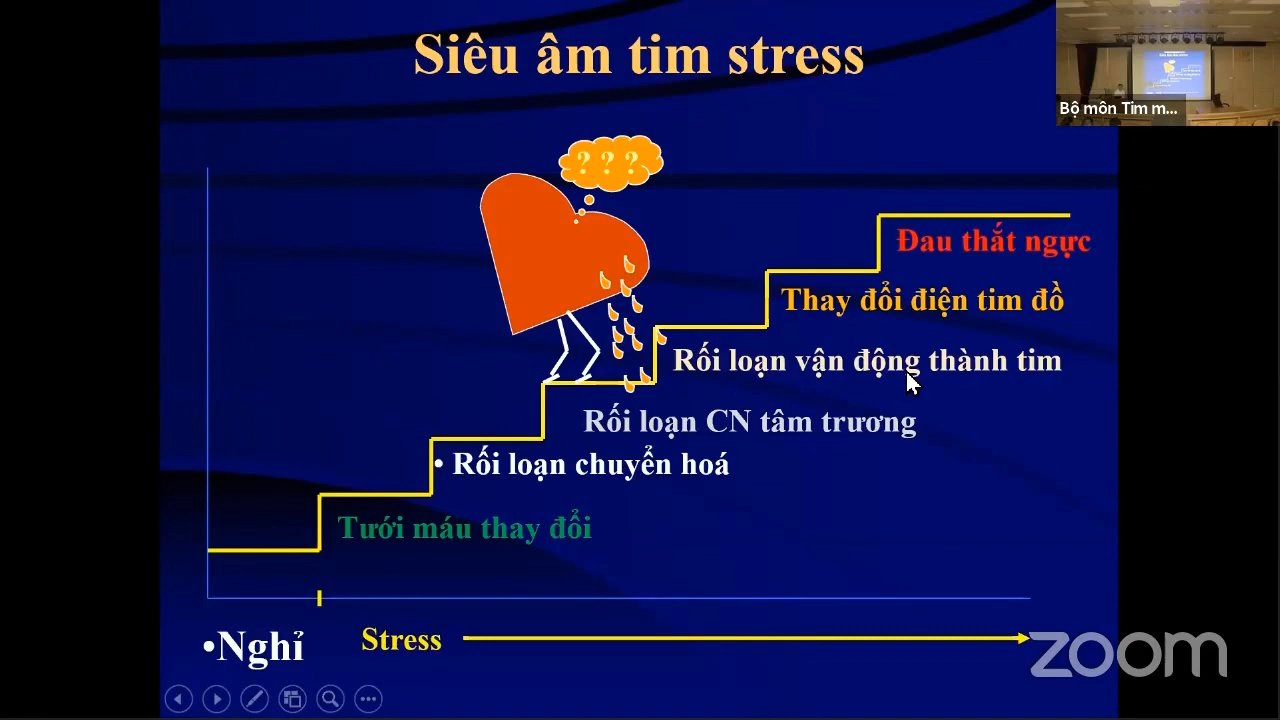 Siêu âm tim stress
Bộ môn Tim m...
? ? ?
Đau thắt ngực
Thay đổi điện tim đồ
Rối loạn vận động thành tim
Rối loạn CN tâm trương
• Rối loạn chuyển hoá
Tưới máu thay đổi
•Nghỉ
Stress
zoom